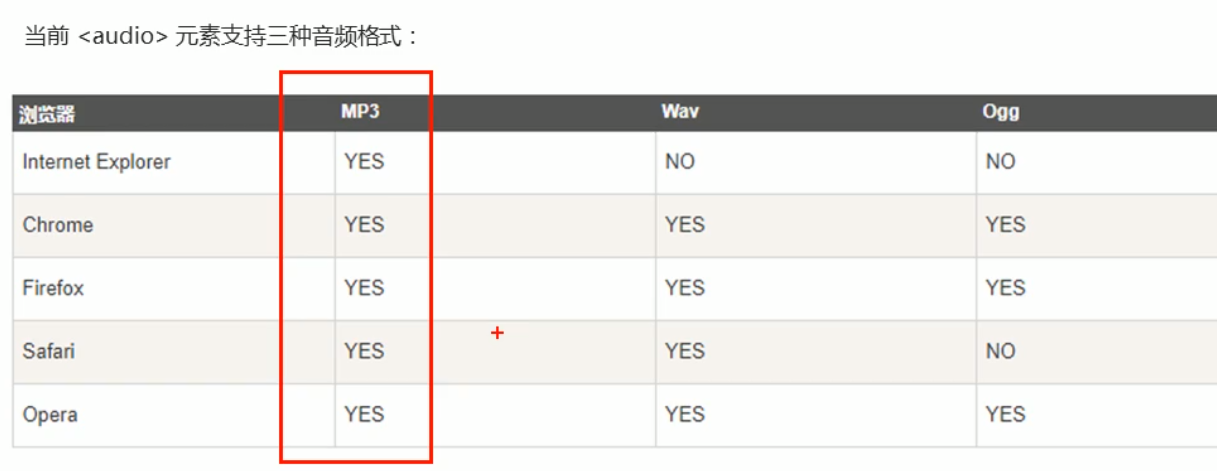 当前 <audio> 元素支持三种音频格式：
浏览器 MP3 Wav Ogg
Internet Explorer YES NO NO
Chrome YES YES YES
Firefox YES YES YES
Safari YES YES NO
Opera YES YES YES